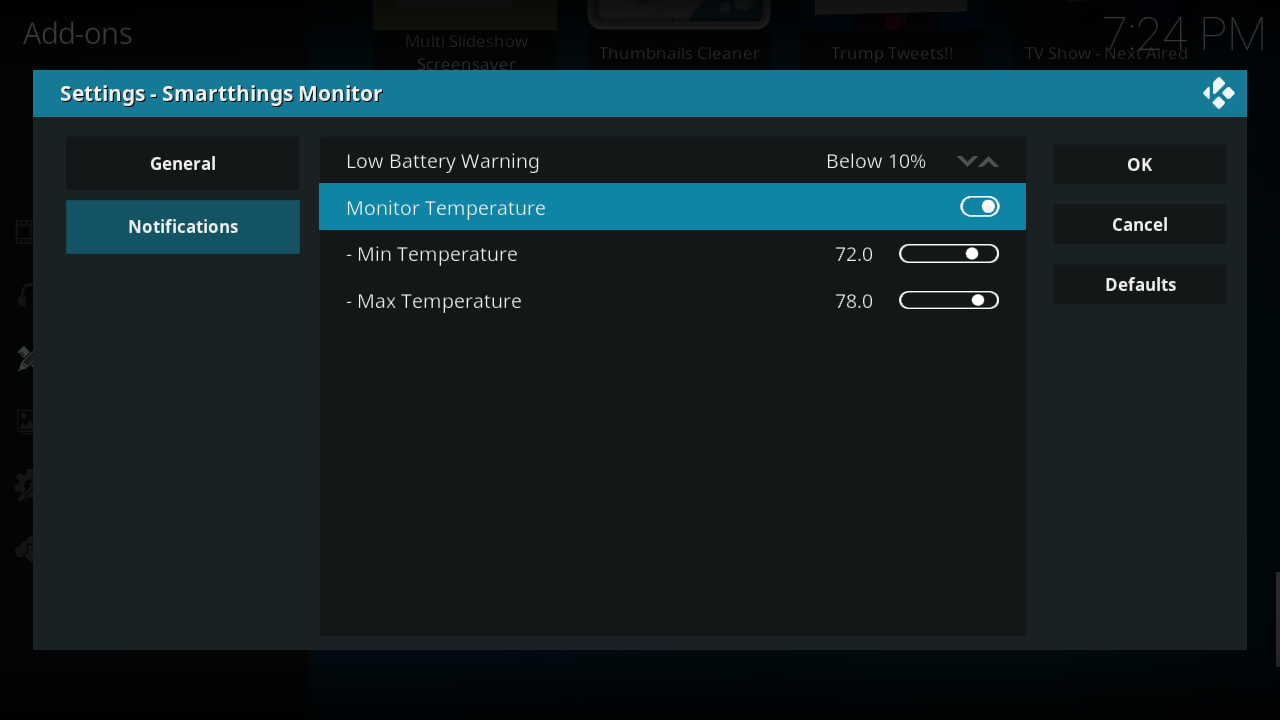 Add-ons
7:24 PM
Multi Slideshow
Screensaver
Thumbnails Cleaner
Trump Tweets!!
TV Show - Next Aired
Settings - Smartthings Monitor
General
Notifications
Low Battery Warning
Below 10%
Monitor Temperature
- Min Temperature
72.0
- Max Temperature
78.0
OK
Cancel
Defaults